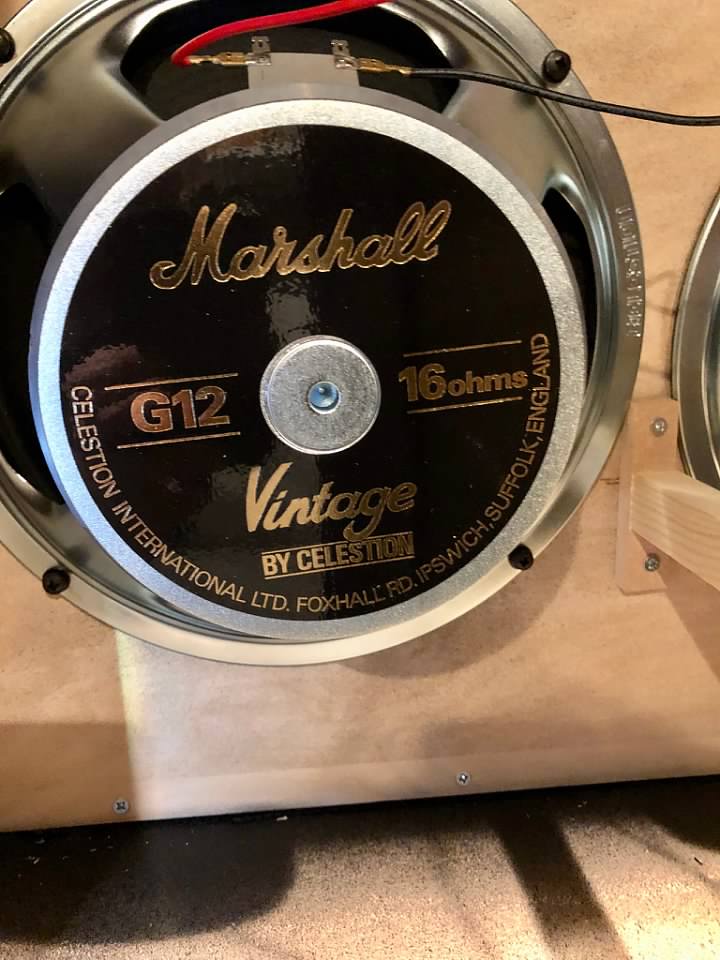 Marshall
G12
16ohms
Vintage
BY CELESTION
CELESTION INTERNATIONAL LTD. FOXHALL RD. IPSWICH, SUFFOLK, ENGLAND